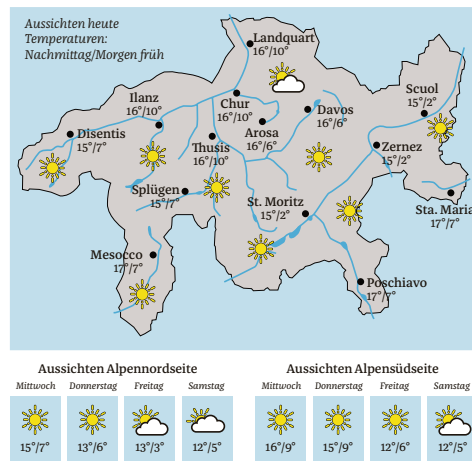 Aussichten heute
Temperaturen:
Nachmittag/Morgen früh
Landquart
16°/10°
Ilanz
16°/10°
Chur
16°/10°
Davos
16°/6°
Scuol
15°/2°
Disentis
15°/7°
Thusis
16°/10°
Arosa
16°/6°
Zernez
15°/2°
Splügen
15°/7°
St. Moritz
15°/2°
Sta. Maria
17°/7°
Mesocco
17°/7°
Poschiavo
17°/7°
Aussichten Alpennordseite
Mittwoch Donnerstag Freitag Samstag
15°/7° 13°/6° 13°/3° 12°/5°
Aussichten Alpensüdseite
Mittwoch Donnerstag Freitag Samstag
16°/9° 15°/9° 12°/6° 12°/5°